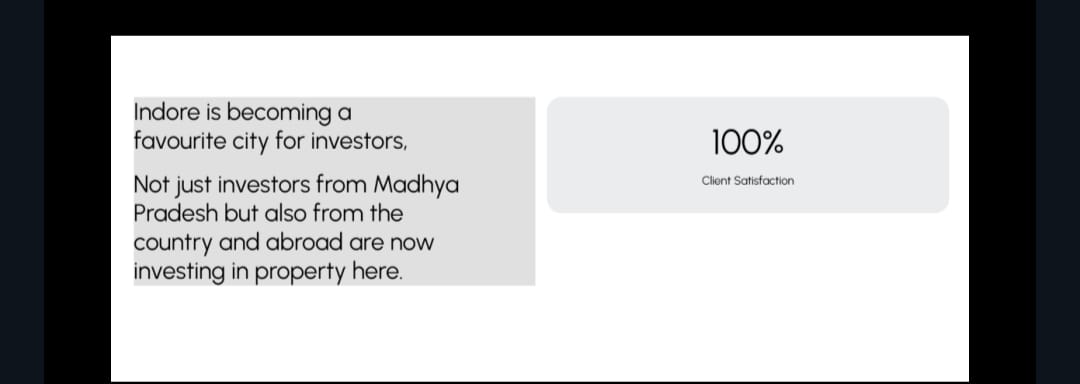 Indore is becoming a
favourite city for investors,
Not just investors from Madhya
Pradesh but also from the
country and abroad are now
investing in property here.
100%
Client Satisfaction